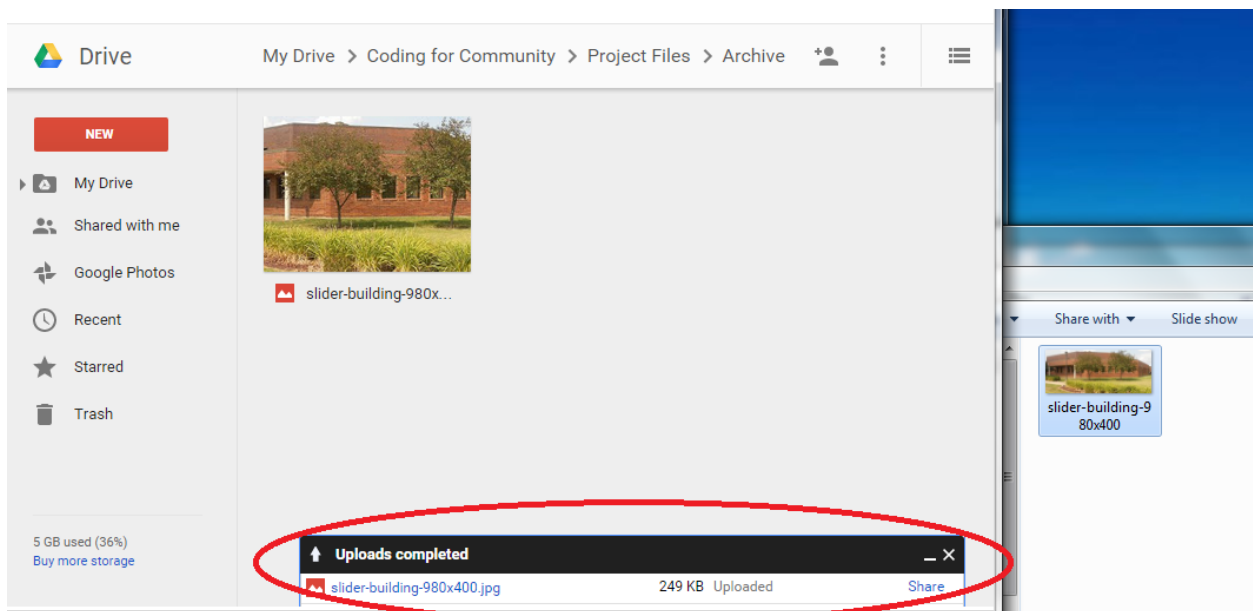 Drive
My Drive > Coding for Community > Project Files > Archive
NEW
My Drive
Shared with me
Google Photos
Recent
Starred
Trash
5 GB used (36%)
Buy more storage
slider-building-980x...
Uploads completed
slider-building-980x400.jpg 249 KB Uploaded Share
Share with Slide show
slider-building-9
80x400